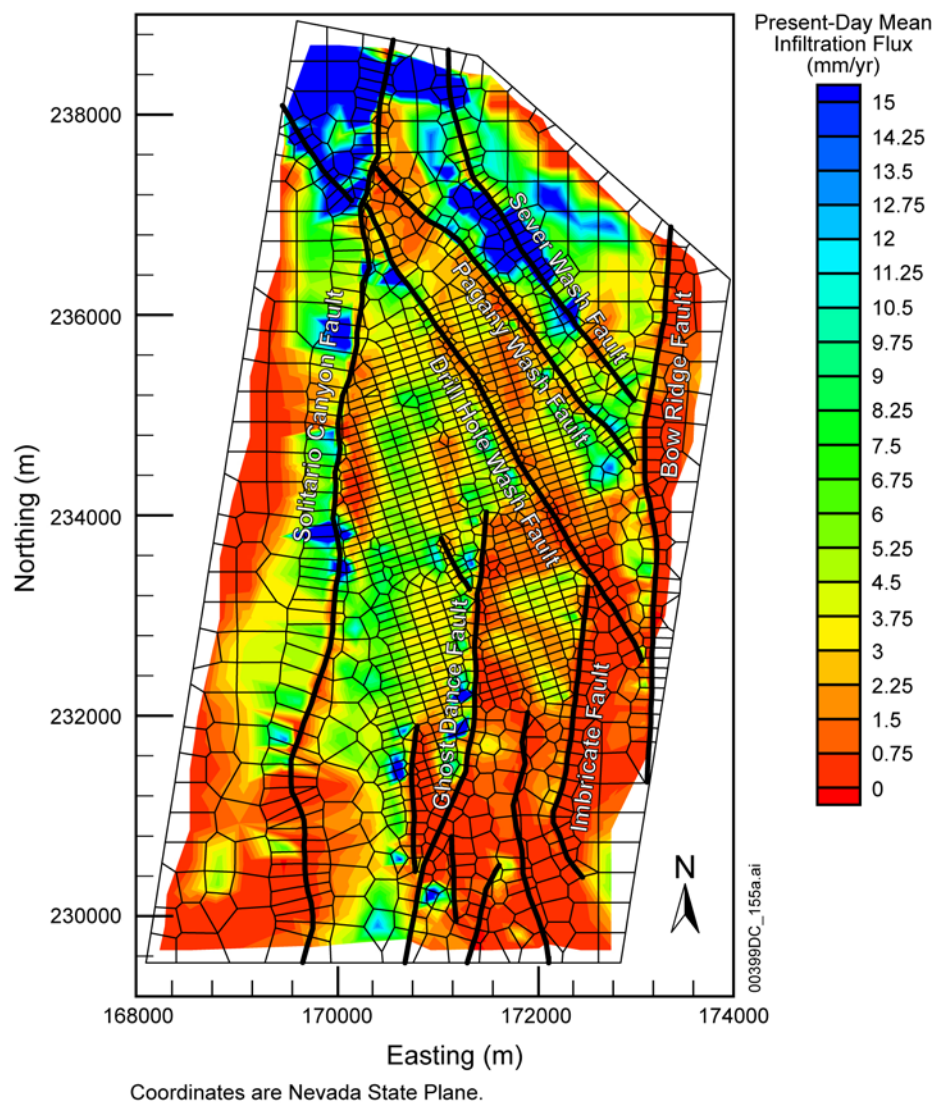 Present-Day Mean
Infiltration Flux
(mm/yr)
15
14.25
13.5
12.75
12
11.25
10.5
9.75
9
8.25
7.5
6.75
6
5.25
4.5
3.75
3
2.25
1.5
0.75
0
238000
236000
234000
232000
230000
Northing (m)
Sever Wash Fault
Pagany Wash Fault
Drill Hole Wash Fault
Solitario Canyon Fault
Bow Ridge Fault
Ghost Dance Fault
Imbricate Fault
N
00399DC_155a.ai
168000
170000
172000
174000
Easting (m)
Coordinates are Nevada State Plane.